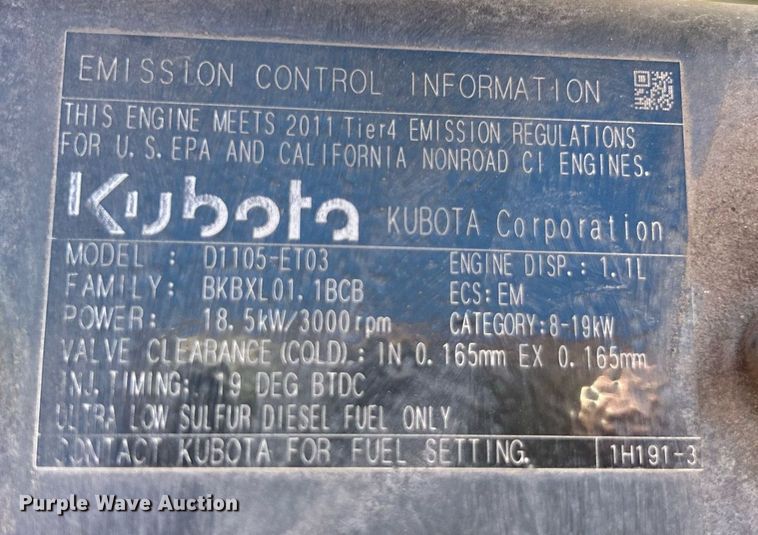 EMISSION CONTROL INFORMATION
THIS ENGINE MEETS 2011 Tier4 EMISSION REGULATIONS
FOR U.S.EPA AND CALIFORNIA NONROAD CI ENGINES.
Kubota KUBOTA Corporation
MODEL: D1105-ET03 ENGINE DISP.: 1.1L
FAMILY: BKBXL01.1BCB ECS:EM
POWER: 18.5kW/3000rpm CATEGORY:8-19kW
VALVE CLEARANCE(COLD): IN 0.165mm EX 0.165mm
INJ.TIMING: 19 DEG BTDC
ULTRA LOW SULFUR DIESEL FUEL ONLY
CONTACT KUBOTA FOR FUEL SETTING. 1H191-3
Purple Wave Auction